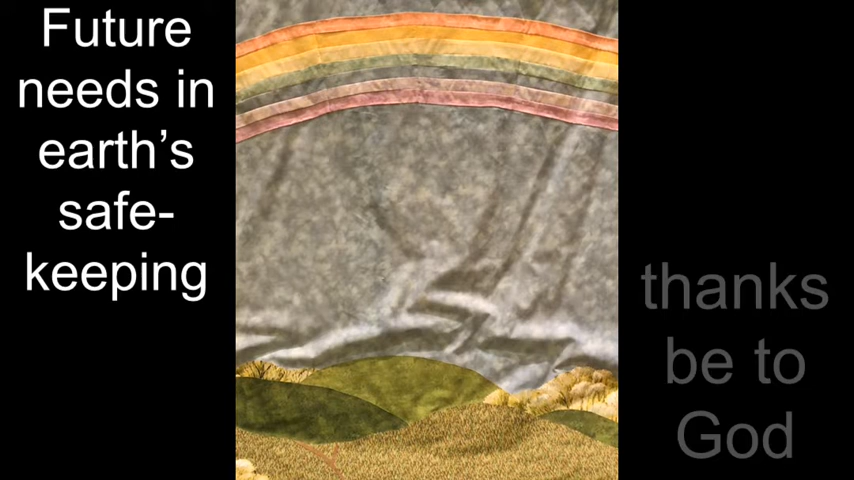 Future
needs in
earth’s
safe-
keeping
thanks
be to
God